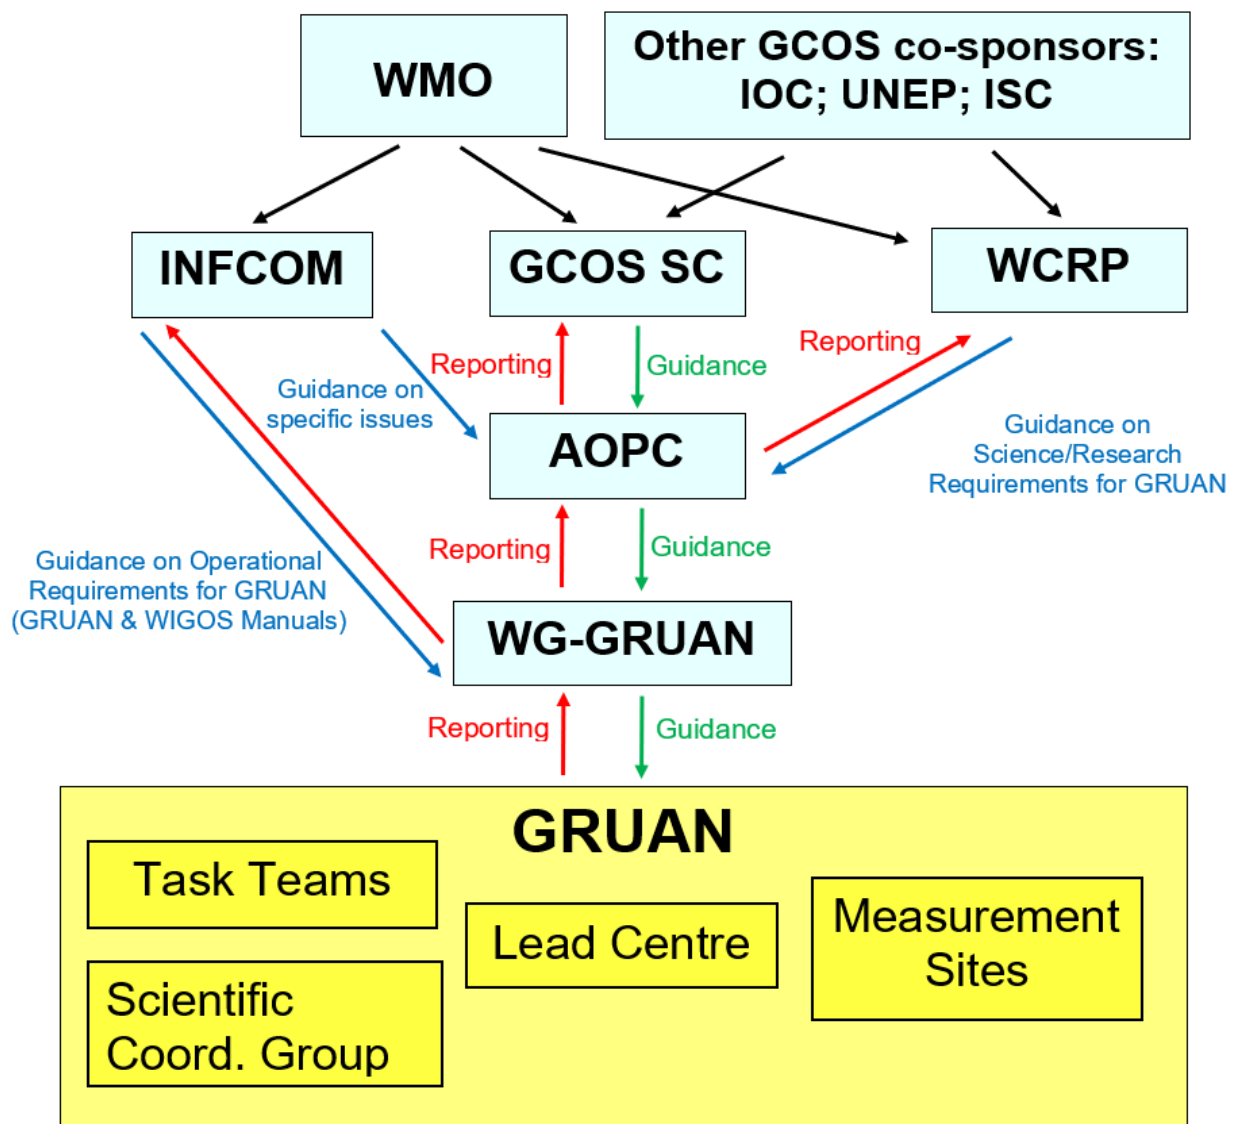 WMO
Other GCOS co-sponsors:
IOC; UNEP; ISC
INFCOM
GCOS SC
WCRP
Reporting
Guidance
Reporting
Guidance on
specific issues
AOPC
Guidance on
Science/Research
Requirements for GRUAN
Reporting
Guidance
Guidance on Operational
Requirements for GRUAN
(GRUAN & WIGOS Manuals)
WG-GRUAN
Reporting
Guidance
GRUAN
Task Teams
Lead Centre
Measurement
Sites
Scientific
Coord. Group